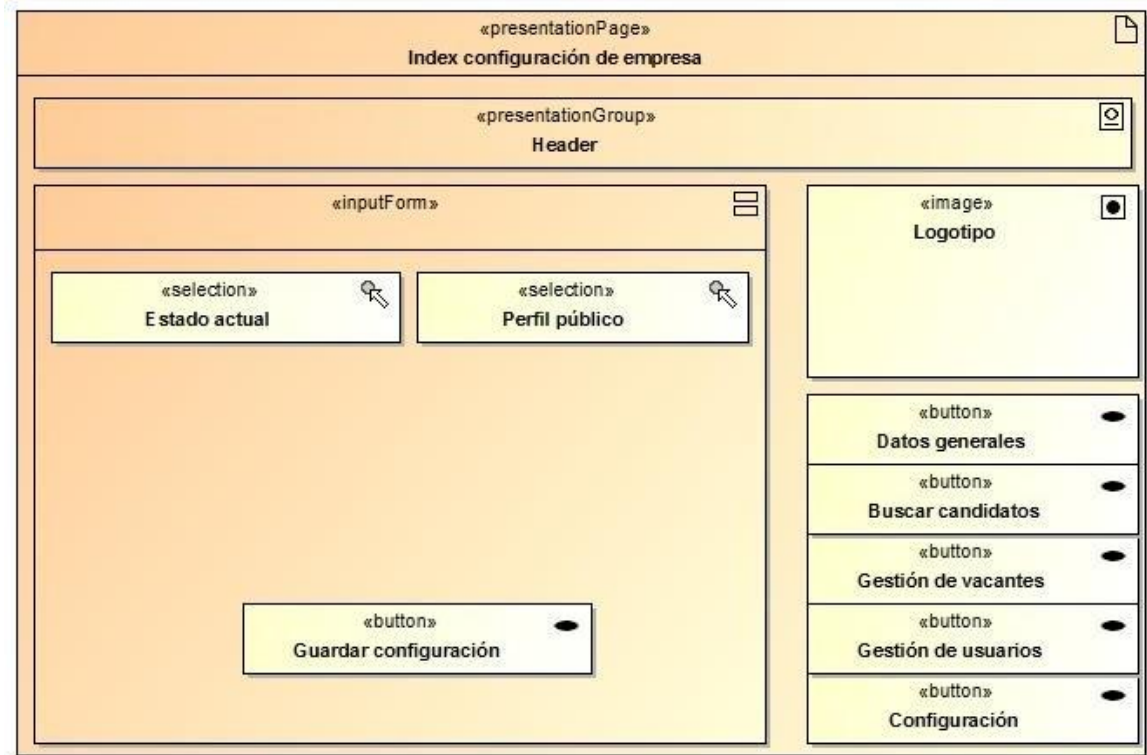 «presentationPage»
Index configuración de empresa
«presentationGroup»
Header
«inputForm»
«selection»
Estado actual
«selection»
Perfil público
«button»
Guardar configuración
«image»
Logotipo
«button»
Datos generales
«button»
Buscar candidatos
«button»
Gestión de vacantes
«button»
Gestión de usuarios
«button»
Configuración